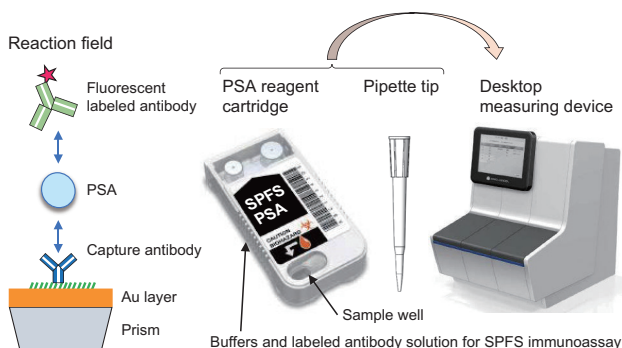 Reaction field
Fluorescent
labeled antibody
PSA
Capture antibody
Au layer
Prism
PSA reagent
cartridge
Pipette tip
Desktop
measuring device
SPFS
PSA
CAUTION
BIOHAZARD
Sample well
Buffers and labeled antibody solution for SPFS immunoassay